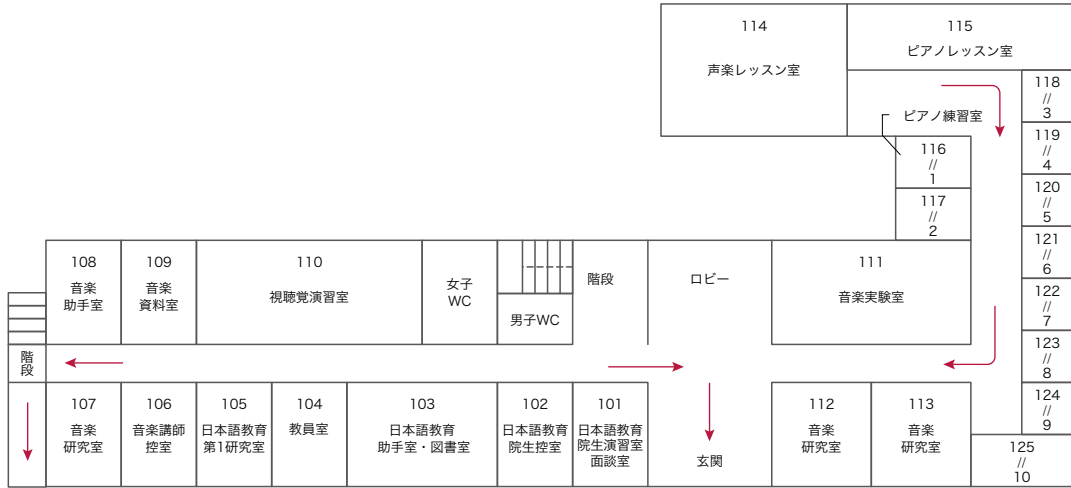 114
声楽レッスン室
115
ピアノレッスン室
118
//
3
ピアノ練習室
119
//
4
116
//
1
120
//
5
117
//
2
121
//
6
108
音楽
助手室
109
音楽
資料室
110
視聴覚演習室
女子
WC
男子WC
階段
ロビー
111
音楽実験室
122
//
7
123
//
8
階段
124
//
9
107
音楽
研究室
106
音楽講師
控室
105
日本語教育
第1研究室
104
教員室
103
日本語教育
助手室・図書室
102
日本語教育
院生控室
101
日本語教育
院生演習室
面談室
玄関
112
音楽
研究室
113
音楽
研究室
125
//
10